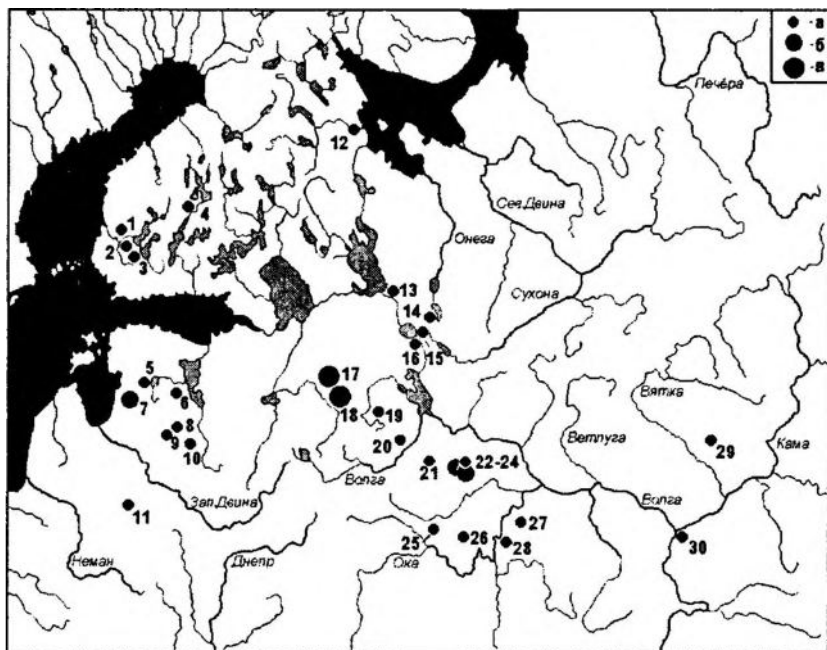 -а
-б
-в
Печёра
12
4
Сев.Двина
1
Онега
2
3
Сухона
13
14
16
15
5
17
Вятка
7
6
18
19
8
Ветлуга
29
Кама
9
20
10
21
22-24
Волга
Волга
Зап.Двина
11
25
26
27
30
28
Неман
Днепр
Ока